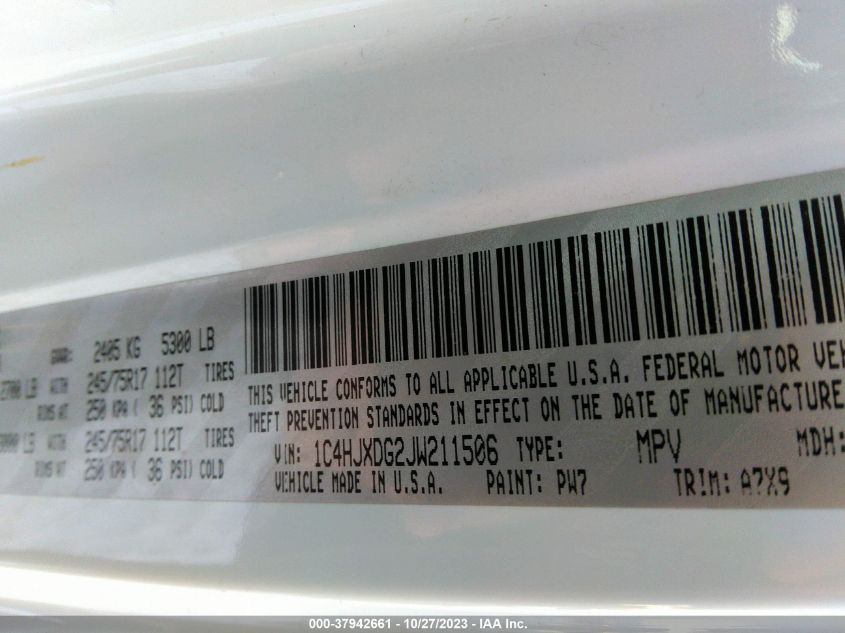 GVWR: 2405 KG 5300 LB
2700 LB WITH 245/75R17 112T TIRES
RIMS AT 250 KPA ( 36 PSI) COLD
LB WITH 245/75R17 112T TIRES
RIMS AT 250 KPA ( 36 PSI) COLD
THIS VEHICLE CONFORMS TO ALL APPLICABLE U.S.A. FEDERAL MOTOR VEH
THEFT PREVENTION STANDARDS IN EFFECT ON THE DATE OF MANUFACTURE
VIN: 1C4HJXDG2JW211506 TYPE: MPV MDH:
VEHICLE MADE IN U.S.A. PAINT: PW7 TRIM: A7X9
000-37942661 - 10/27/2023 - IAA Inc.